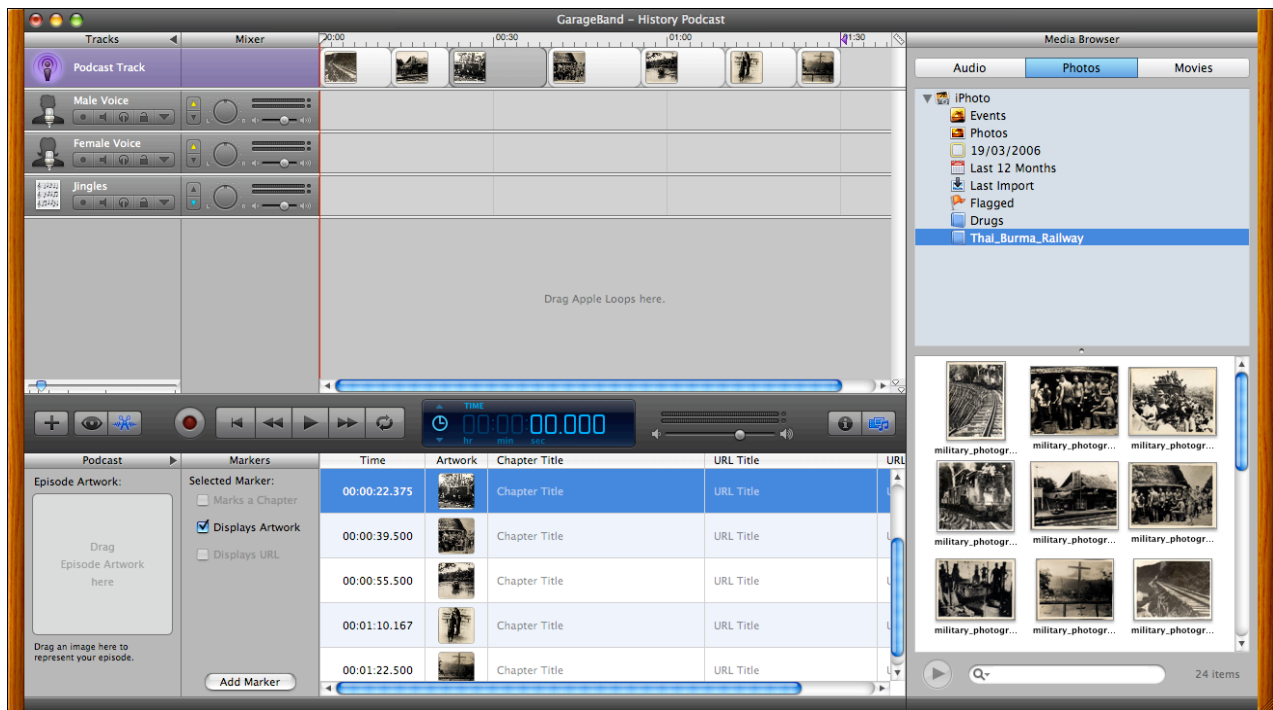 GarageBand – History Podcast
Tracks
Mixer
00:00
00:30
01:00
01:30
Media Browser
Podcast Track
Male Voice
L R
Female Voice
L R
Jingles
L R
Drag Apple Loops here.
Audio
Photos
Movies
iPhoto
Events
Photos
19/03/2006
Last 12 Months
Last Import
Flagged
Drugs
Thai_Burma_Railway
TIME
00:00:00.000
hr min sec
military_photogr...
military_photogr...
military_photogr...
military_photogr...
military_photogr...
military_photogr...
military_photogr...
military_photogr...
military_photogr...
24 items
Podcast
Episode Artwork:
Drag
Episode Artwork
here
Drag an image here to
represent your episode.
Markers
Selected Marker:
Marks a Chapter
Displays Artwork
Displays URL
Add Marker
Time Artwork Chapter Title URL Title URL
00:00:22.375 Chapter Title URL Title U
00:00:39.500 Chapter Title URL Title U
00:00:55.500 Chapter Title URL Title U
00:01:10.167 Chapter Title URL Title U
00:01:22.500 Chapter Title URL Title U